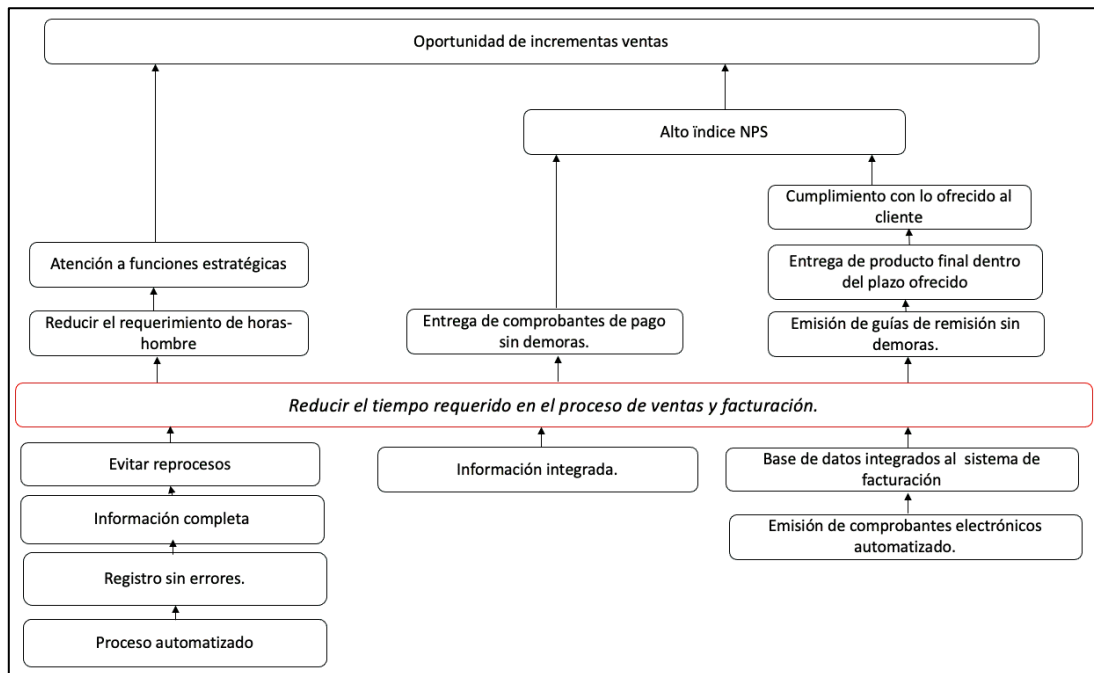 Oportunidad de incrementas ventas
Alto ïndice NPS
Cumplimiento con lo ofrecido al
cliente
Atención a funciones estratégicas
Entrega de producto final dentro
del plazo ofrecido
Reducir el requerimiento de horas-
hombre
Entrega de comprobantes de pago
sin demoras.
Emisión de guías de remisión sin
demoras.
Reducir el tiempo requerido en el proceso de ventas y facturación.
Evitar reprocesos
Información integrada.
Base de datos integrados al sistema de
facturación
Información completa
Emisión de comprobantes electrónicos
automatizado.
Registro sin errores.
Proceso automatizado